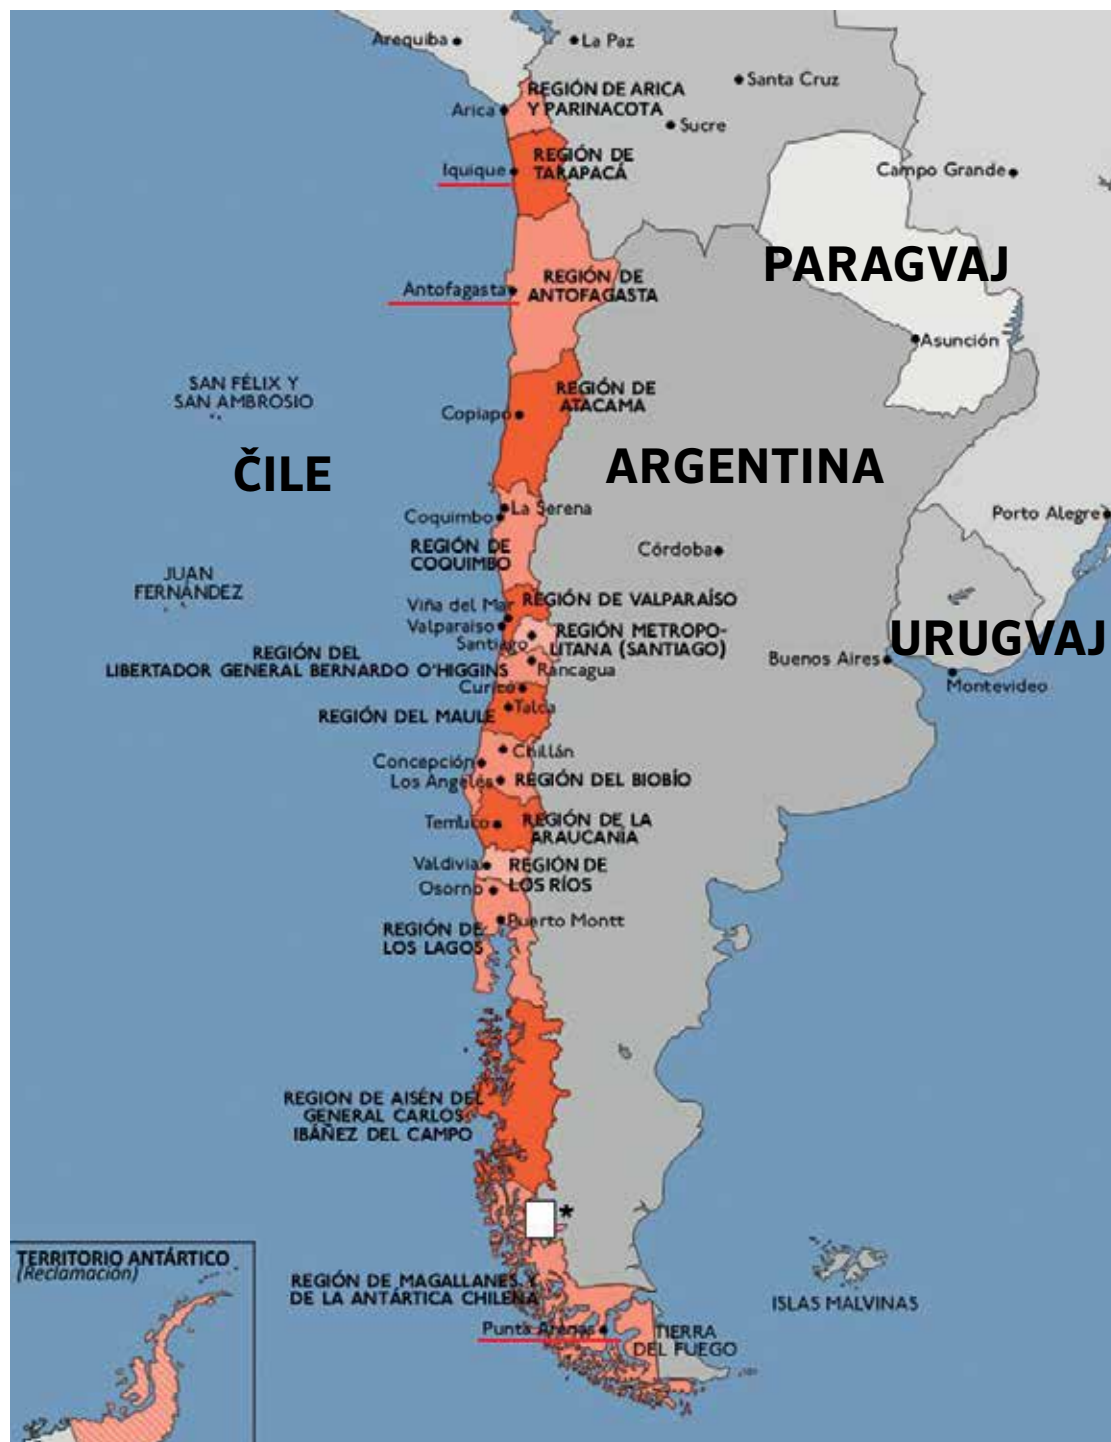 Arequiba
La Paz
Santa Cruz
REGIÓN DE ARICA
Y PARINACOTA
Arica
Sucre
REGIÓN DE
TARAPACÁ
Iquique
Campo Grande
PARAGVAJ
REGIÓN DE
ANTOFAGASTA
Antofagasta
Asunción
SAN FÉLIX Y
SAN AMBROSIO
REGIÓN DE
ATACAMA
Copiapó
ČILE
ARGENTINA
La Serena
Coquimbo
Porto Alegre
REGIÓN DE
COQUIMBO
Córdoba
JUAN
FERNÁNDEZ
Viña del Mar
REGIÓN DE VALPARAÍSO
Valparaiso
Santiago
REGIÓN METROPO-
LITANA (SANTIAGO)
URUGVAJ
REGIÓN DEL
LIBERTADOR GENERAL BERNARDO O'HIGGINS
Rancagua
Buenos Aires
Montevideo
Curico
Talca
REGIÓN DEL MAULE
Chillán
Concepción
Los Angeles
REGIÓN DEL BIOBÍO
Temuco
REGIÓN DE LA
ARAUCANÍA
Valdivia
REGIÓN DE
LOS RÍOS
Osorno
Puerto Montt
REGIÓN DE
LOS LAGOS
REGION DE AISÉN DEL
GENERAL CARLOS
IBÁÑEZ DEL CAMPO
*
TERRITORIO ANTÁRTICO
(Reclamación)
REGIÓN DE MAGALLANES Y
DE LA ANTÁRTICA CHILENA
ISLAS MALVINAS
Punta Arenas
TIERRA
DEL FUEGO